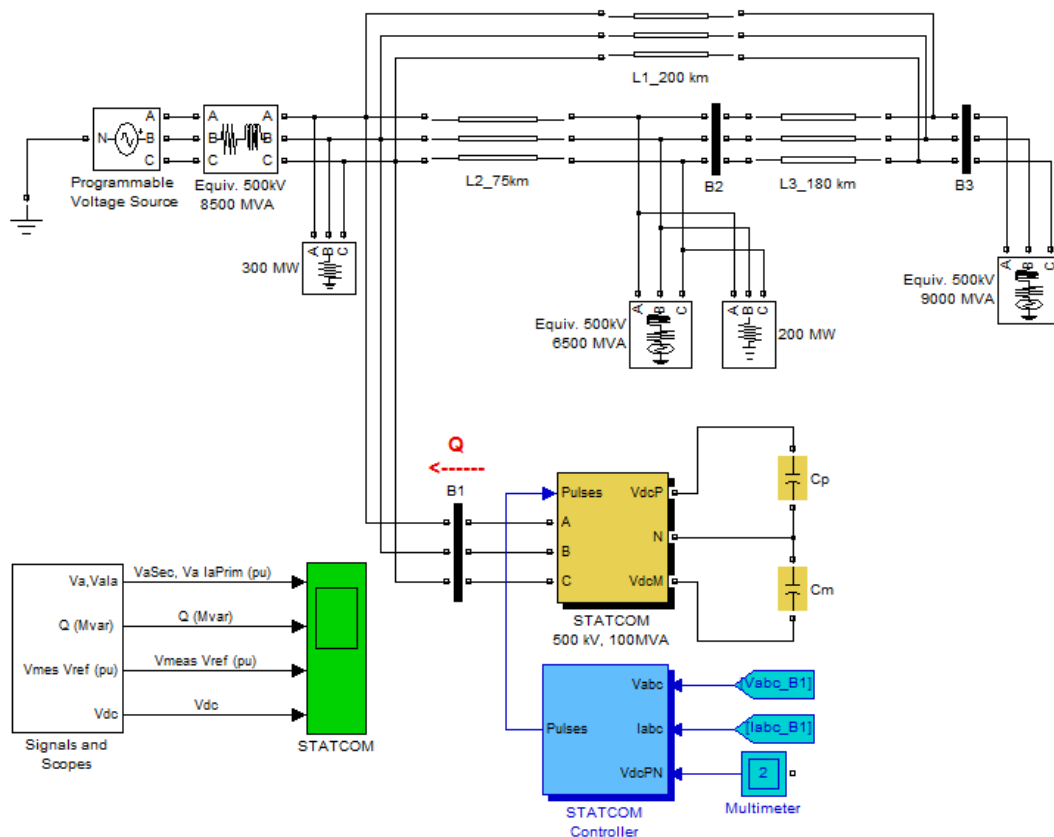 L1_200 km
N
A
B
C
Programmable
Voltage Source
A
B
C
A
B
C
Equiv. 500kV
8500 MVA
L2_75km
B2
L3_180 km
B3
A
B
C
300 MW
A
B
C
Equiv. 500kV
6500 MVA
A
B
C
200 MW
A
B
C
Equiv. 500kV
9000 MVA
Q
<------
B1
Pulses
A
B
C
VdcP
N
VdcM
STATCOM
500 kV, 100MVA
Cp
Cm
Va,VaIa
Q (Mvar)
Vmes Vref (pu)
Vdc
Signals and
Scopes
VaSec, Va IaPrim (pu)
Q (Mvar)
Vmeas Vref (pu)
Vdc
STATCOM
Pulses
Vabc
Iabc
VdcPN
STATCOM
Controller
[Vabc_B1]
[Iabc_B1]
2
Multimeter